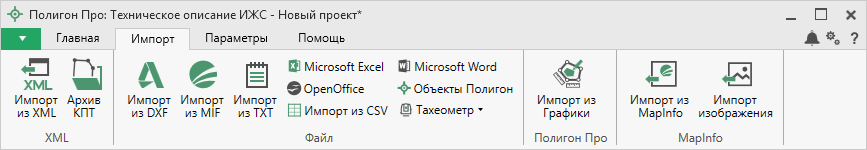 Полигон Про: Техническое описание ИЖС - Новый проект*
Главная Импорт Параметры Помощь
XML
Импорт из XML
Архив КПТ
XML
Импорт из DXF
Импорт из MIF
Импорт из TXT
Microsoft Excel
OpenOffice
Импорт из CSV
Microsoft Word
Объекты Полигон
Тахеометр
Файл
Импорт из Графики
Полигон Про
Импорт из MapInfo
Импорт изображения
MapInfo